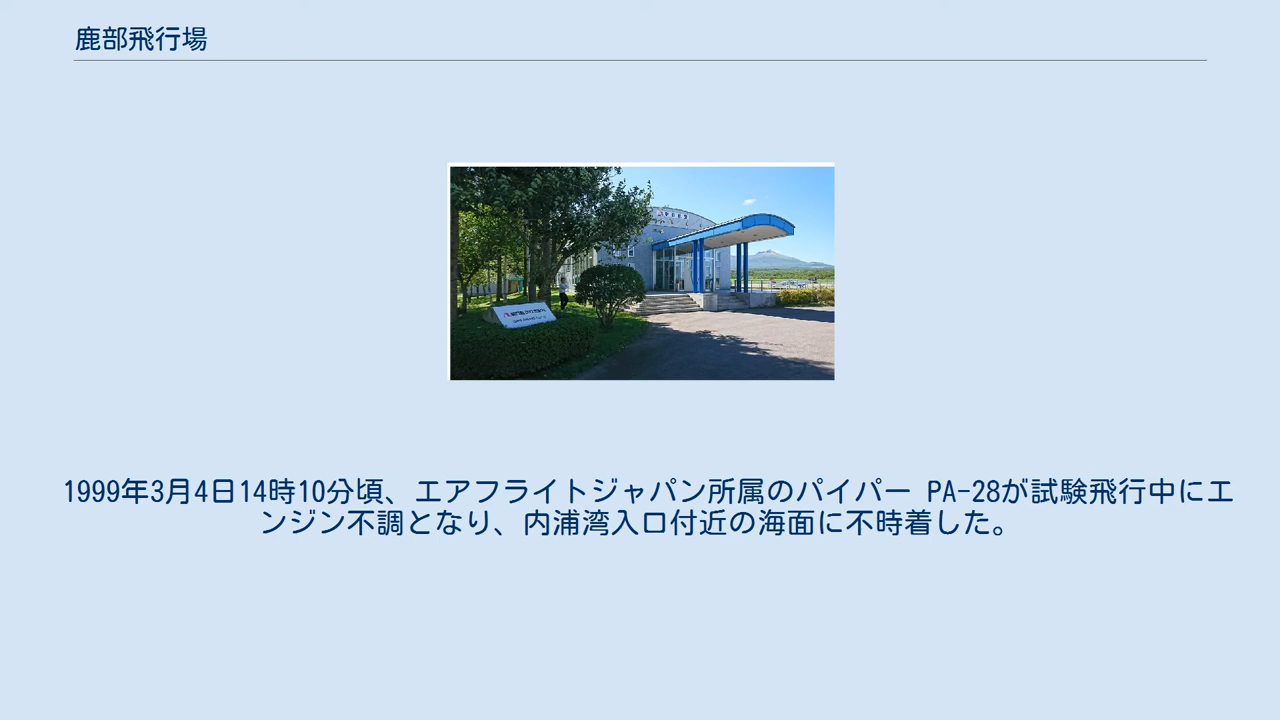 鹿部飛行場
1999年3月4日14時10分頃、エアフライトジャパン所属のパイパー PA-28が試験飛行中にエ
ンジン不調となり、内浦湾入口付近の海面に不時着した。